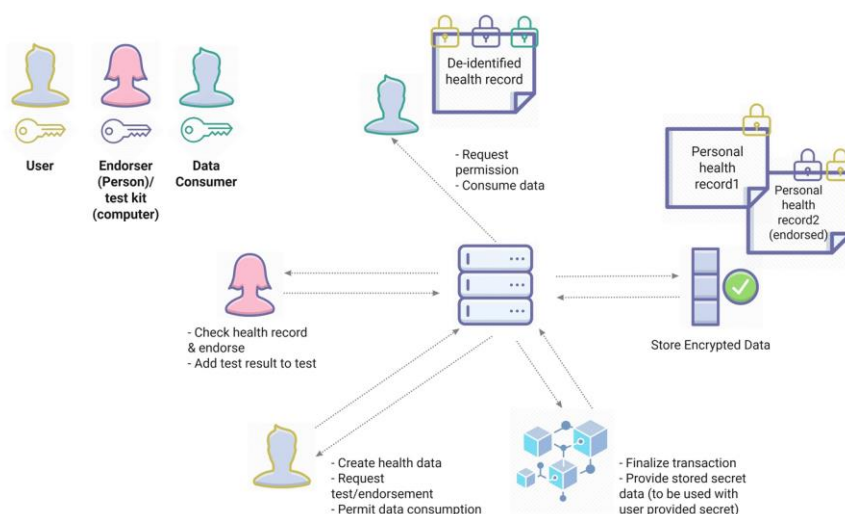 De-identified
health record
User
Endorser
(Person)/
test kit
(computer)
Data
Consumer
- Request
permission
- Consume data
Personal
health
record1
Personal
health
record2
(endorsed)
- Check health record
& endorse
- Add test result to test
Store Encrypted Data
- Create health data
- Request
test/endorsement
- Permit data consumption
- Finalize transaction
- Provide stored secret
data (to be used with
user provided secret)